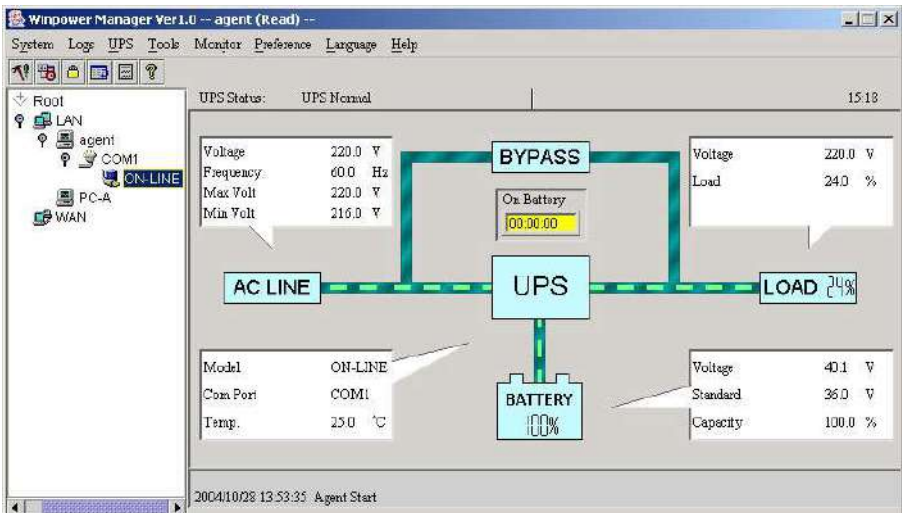 Winpower Manager Ver1.0 -- agent (Read) --
System Logs UPS Tools Monitor Preference Language Help
Root
LAN
agent
COM1
ON-LINE
PC-A
WAN
UPS Status: UPS Normal 15:18
Voltage 220.0 V
Frequency 60.0 Hz
Max Volt 220.0 V
Min Volt 216.0 V
BYPASS
On Battery
00:00:00
Voltage 220.0 V
Load 24.0 %
AC LINE
UPS
LOAD 24%
Model ON-LINE
Com Port COM1
Temp. 25.0 ℃
BATTERY
100%
Voltage 40.1 V
Standard 36.0 V
Capacity 100.0 %
2004/10/28 13:53:35 Agent Start